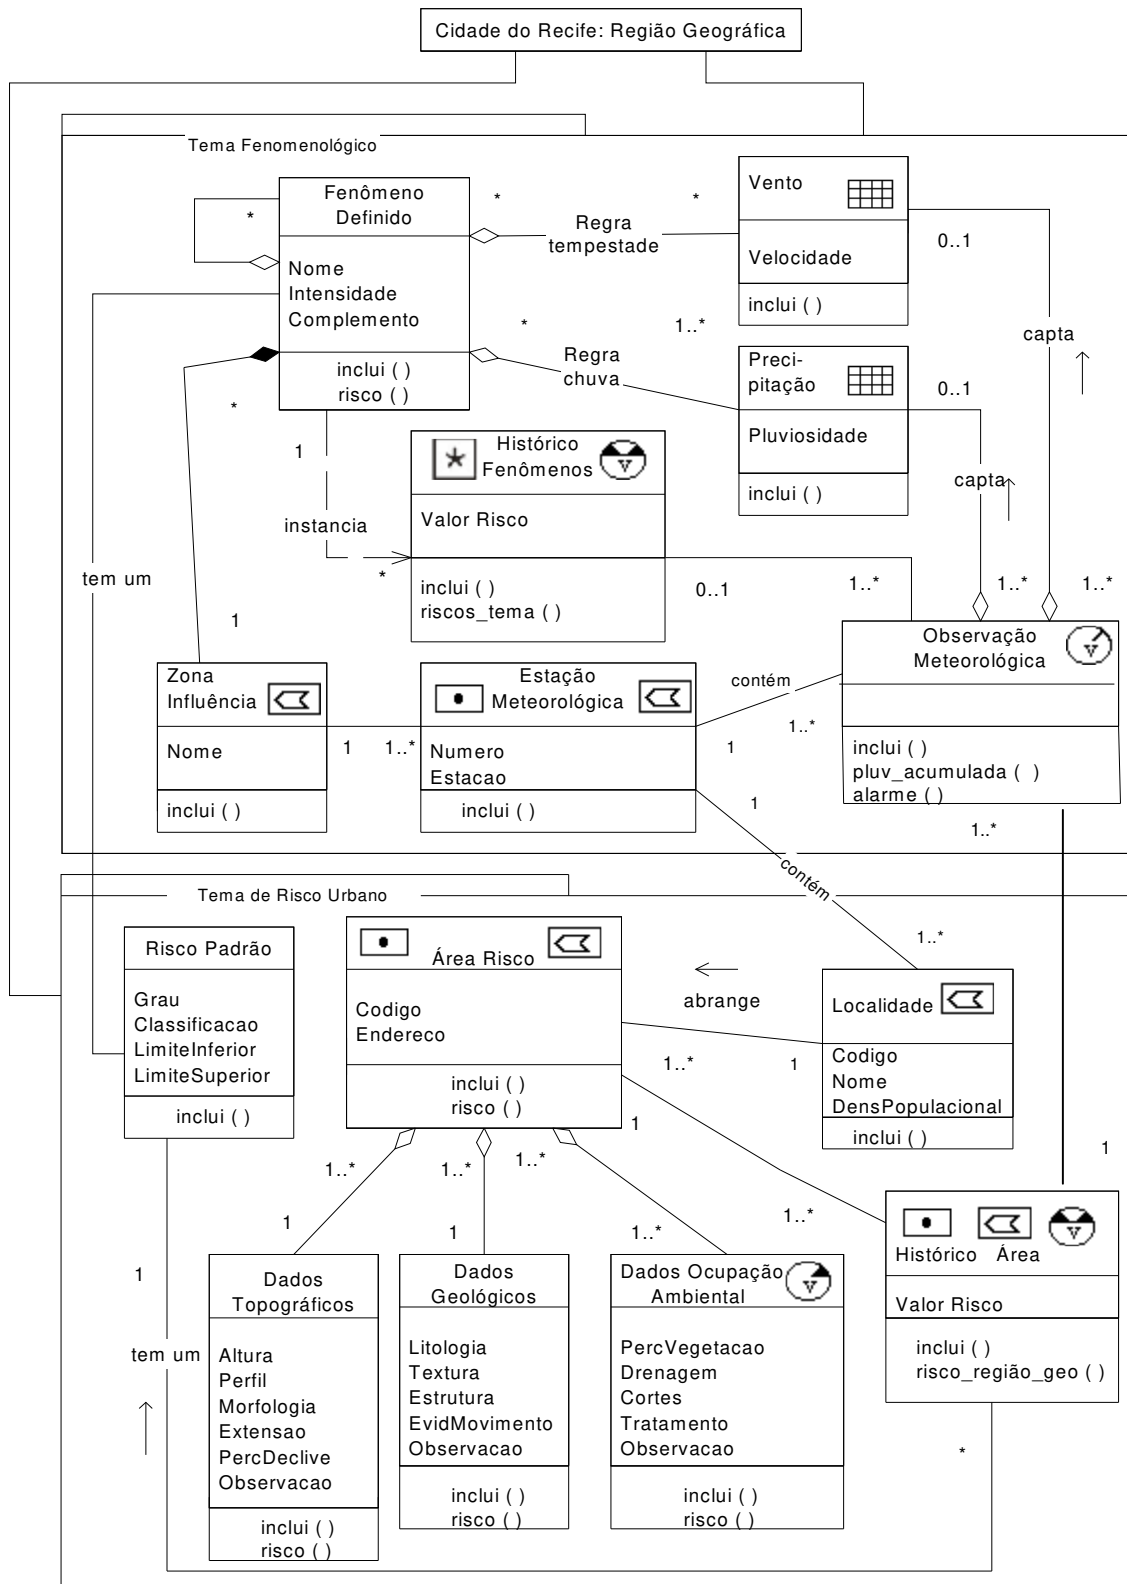 Cidade do Recife: Região Geográfica
Tema Fenomenológico
Fenômeno
Definido
Nome
Intensidade
Complemento
inclui ( )
risco ( )
*
*
*
Regra
tempestade
Vento
Velocidade
inclui ( )
0..1
capta
*
1..*
Regra
chuva
Preci-
pitação
Pluviosidade
inclui ( )
0..1
capta
*
1
instancia
*
Histórico
Fenômenos
Valor Risco
inclui ( )
riscos_tema ( )
0..1
1..*
1..*
1..*
tem um
1
Zona
Influência
Nome
inclui ( )
1
1..*
Estação
Meteorológica
Numero
Estacao
inclui ( )
contém
1..*
1
1
Observação
Meteorológica
inclui ( )
pluv_acumulada ( )
alarme ( )
1..*
contém
1..*
Tema de Risco Urbano
Risco Padrão
Grau
Classificacao
LimiteInferior
LimiteSuperior
inclui ( )
Área Risco
Codigo
Endereco
inclui ( )
risco ( )
abrange
1..*
1
Localidade
Codigo
Nome
DensPopulacional
inclui ( )
1
1
1..*
1..*
1..*
1..*
1
1
1..*
1
tem um
Dados
Topográficos
Altura
Perfil
Morfologia
Extensao
PercDeclive
Observacao
inclui ( )
risco ( )
Dados
Geológicos
Litologia
Textura
Estrutura
EvidMovimento
Observacao
inclui ( )
risco ( )
Dados Ocupação
Ambiental
PercVegetacao
Drenagem
Cortes
Tratamento
Observacao
inclui ( )
risco ( )
Histórico Área
Valor Risco
inclui ( )
risco_região_geo ( )
*